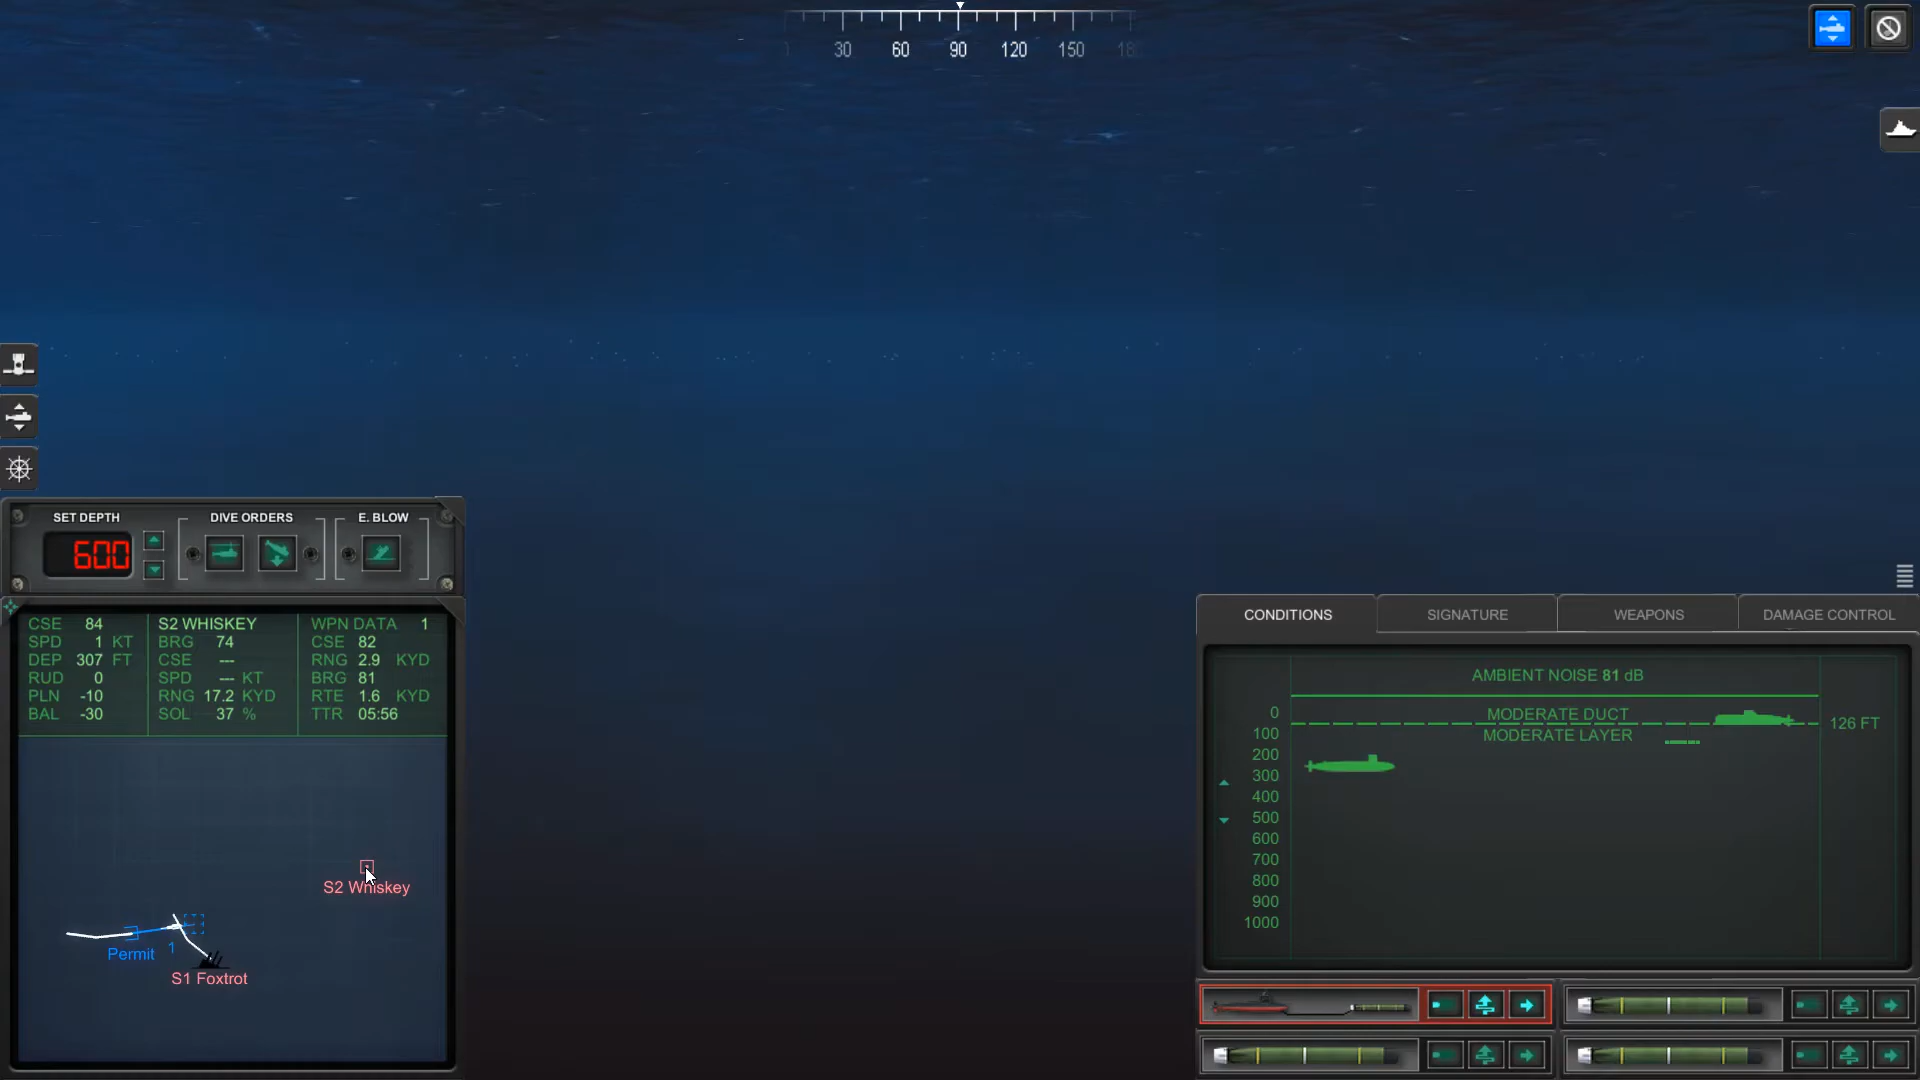 30 60 90 120 150 180
SET DEPTH DIVE ORDERS E. BLOW
600
CSE 84 S2 WHISKEY WPN DATA 1
SPD 1 KT BRG 74 CSE 82
DEP 307 FT CSE --- RNG 2.9 KYD
RUD 0 SPD --- KT BRG 81
PLN -10 RNG 17.2 KYD RTE 1.6 KYD
BAL -30 SOL 37 % TTR 05:56
S2 Whiskey
Permit 1
S1 Foxtrot
CONDITIONS SIGNATURE WEAPONS DAMAGE CONTROL
AMBIENT NOISE 81 dB
0 MODERATE DUCT 126 FT
100 MODERATE LAYER
200
300
400
500
600
700
800
900
1000